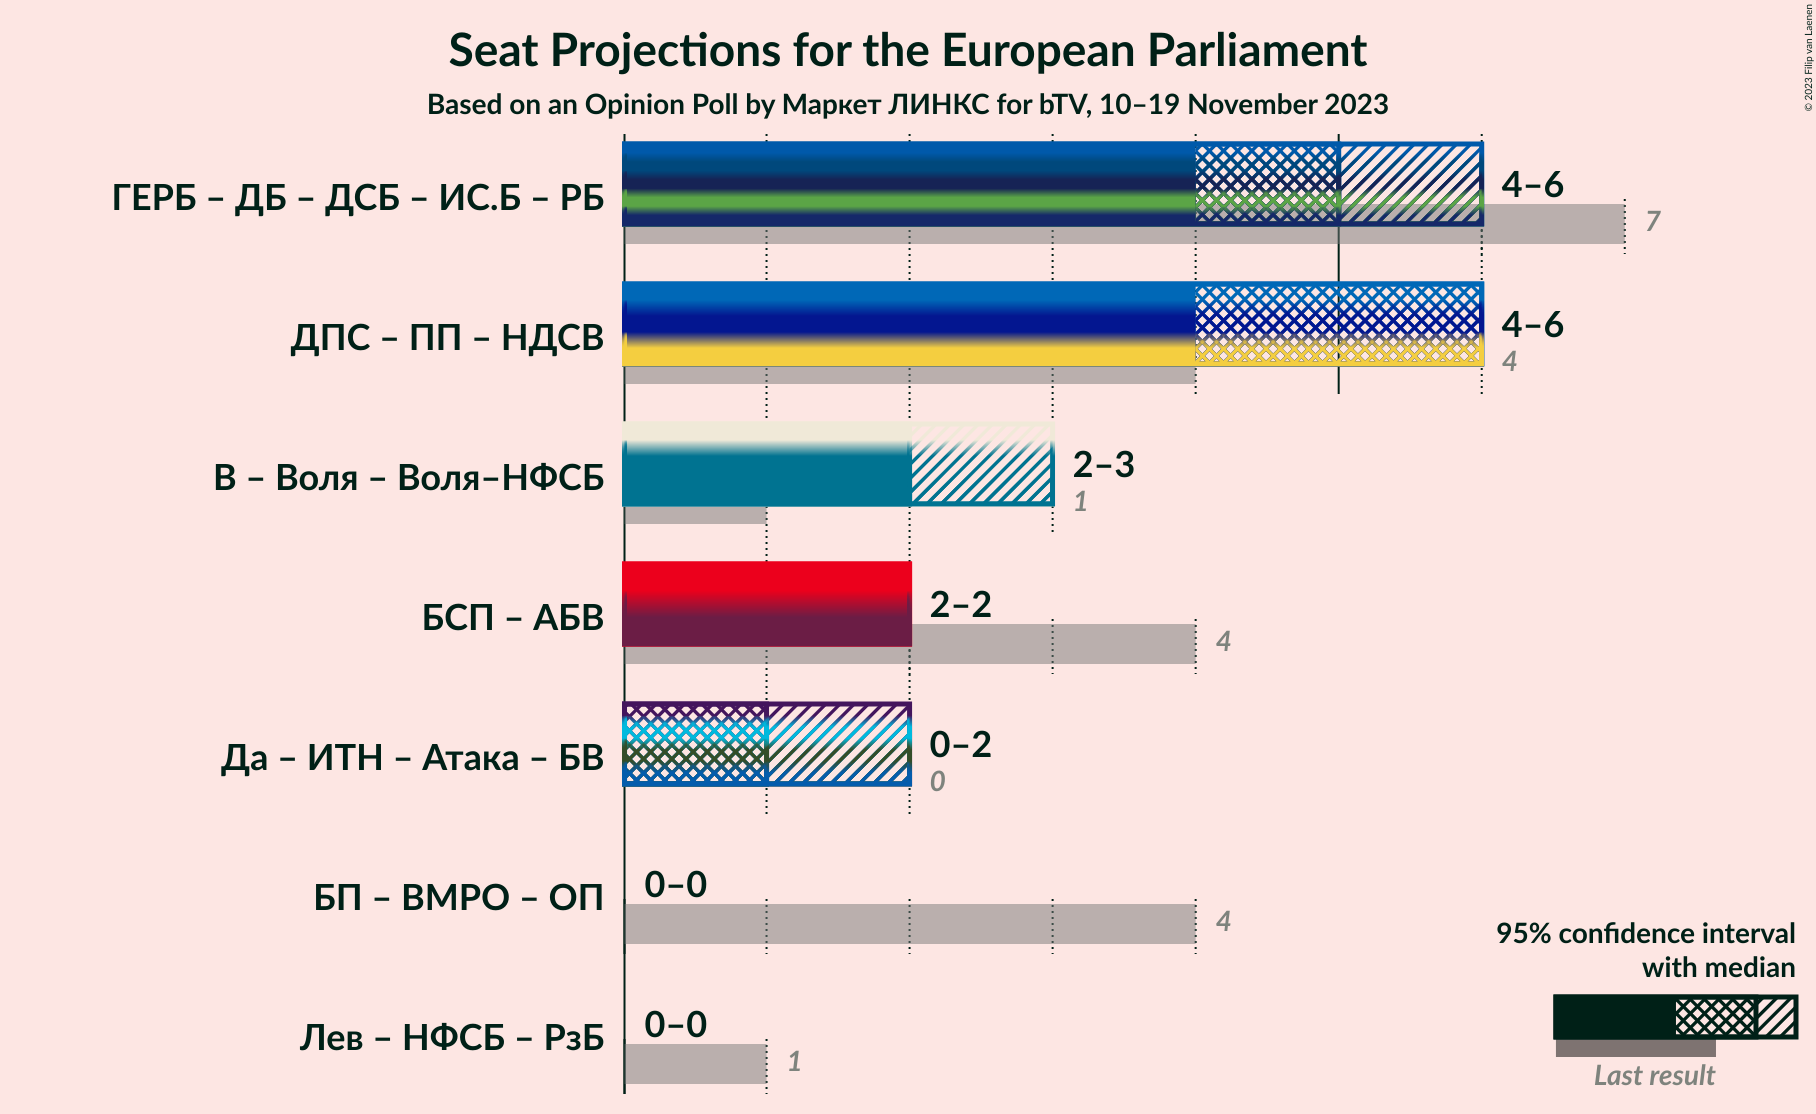 Seat Projections for the European Parliament
Based on an Opinion Poll by Маркет ЛИНКС for bTV, 10–19 November 2023
© 2023 Filip van Laenen
ГЕРБ – ДБ – ДСБ – ИС.Б – РБ
4–6
7
ДПС – ПП – НДСВ
4–6
4
В – Воля – Воля–НФСБ
2–3
1
БСП – АБВ
2–2
4
Да – ИТН – Атака – БВ
0–2
0
БП – ВМРО – ОП
0–0
4
Лев – НФСБ – РзБ
0–0
1
95% confidence interval
with median
Last result